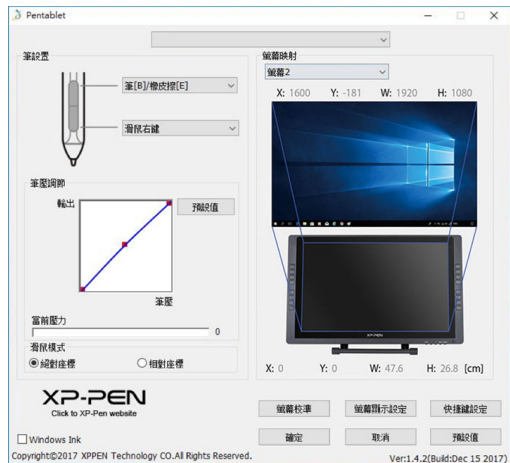 Pentablet
筆設置
筆[B]/橡皮擦[E]
滑鼠右鍵
筆壓調節
輸出
預設值
筆壓
當前壓力
0
滑鼠模式
絕對座標
相對座標
螢幕映射
螢幕2
X: 1600 Y: -181 W: 1920 H: 1080
XP-PEN
X: 0 Y: 0 W: 47.6 H: 26.8 [cm]
XP-PEN
Click to XP-Pen website
螢幕校準
螢幕顯示設定
快捷鍵設定
Windows Ink
確定
取消
預設值
Copyright©2017 XPPEN Technology CO.All Rights Reserved.
Ver:1.4.2(Build:Dec 15 2017)